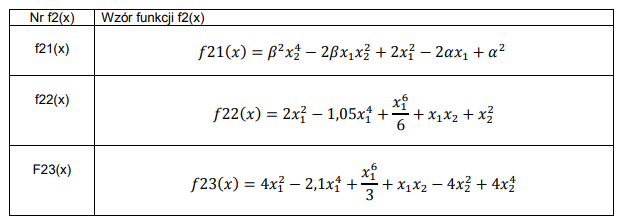 Nr f2(x) Wzór funkcji f2(x)
f21(x) f21(x) = β²x₂⁴ − 2βx₁x₂² + 2x₁² − 2αx₁ + α²
f22(x) f22(x) = 2x₁² − 1,05x₁⁴ + x₁⁶/6 + x₁x₂ + x₂²
F23(x) f23(x) = 4x₁² − 2,1x₁⁴ + x₁⁶/3 + x₁x₂ − 4x₂² + 4x₂⁴